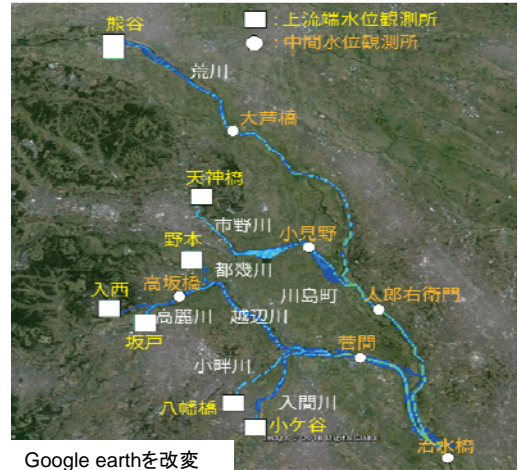 熊谷
□:上流端水位観測所
○:中間水位観測所
荒川
大芦橋
天神橋
市野川
小見野
野本
都幾川
高坂橋
川島町
太郎右衛門
入西
高麗川
越辺川
坂戸
小畔川
菅間
八幡橋
入間川
小ケ谷
治水橋
Google earthを改変